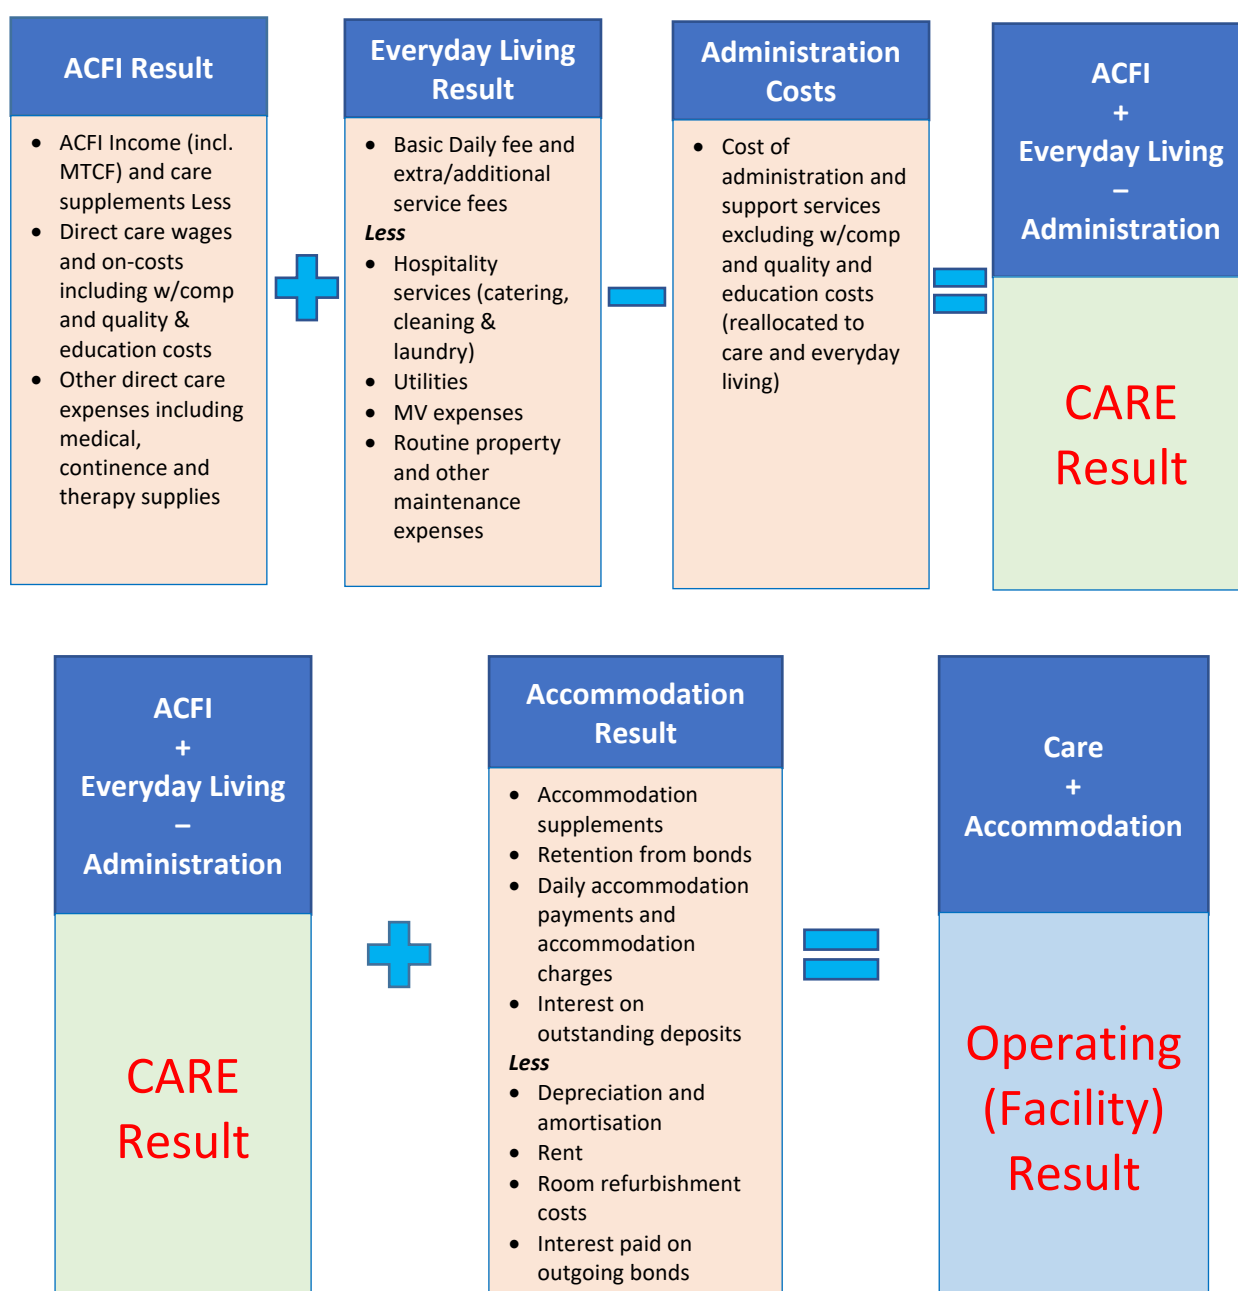 ACFI Result
• ACFI Income (incl.
MTCF) and care
supplements Less
• Direct care wages
and on-costs
including w/comp
and quality &
education costs
• Other direct care
expenses including
medical,
continence and
therapy supplies
Everyday Living
Result
• Basic Daily fee and
extra/additional
service fees
Less
• Hospitality
services (catering,
cleaning &
laundry)
• Utilities
• MV expenses
• Routine property
and other
maintenance
expenses
Administration
Costs
• Cost of
administration and
support services
excluding w/comp
and quality and
education costs
(reallocated to
care and everyday
living)
ACFI
+
Everyday Living
–
Administration
CARE
Result
ACFI
+
Everyday Living
–
Administration
CARE
Result
Accommodation
Result
• Accommodation
supplements
• Retention from bonds
• Daily accommodation
payments and
accommodation
charges
• Interest on
outstanding deposits
Less
• Depreciation and
amortisation
• Rent
• Room refurbishment
costs
• Interest paid on
outgoing bonds
Care
+
Accommodation
Operating
(Facility)
Result